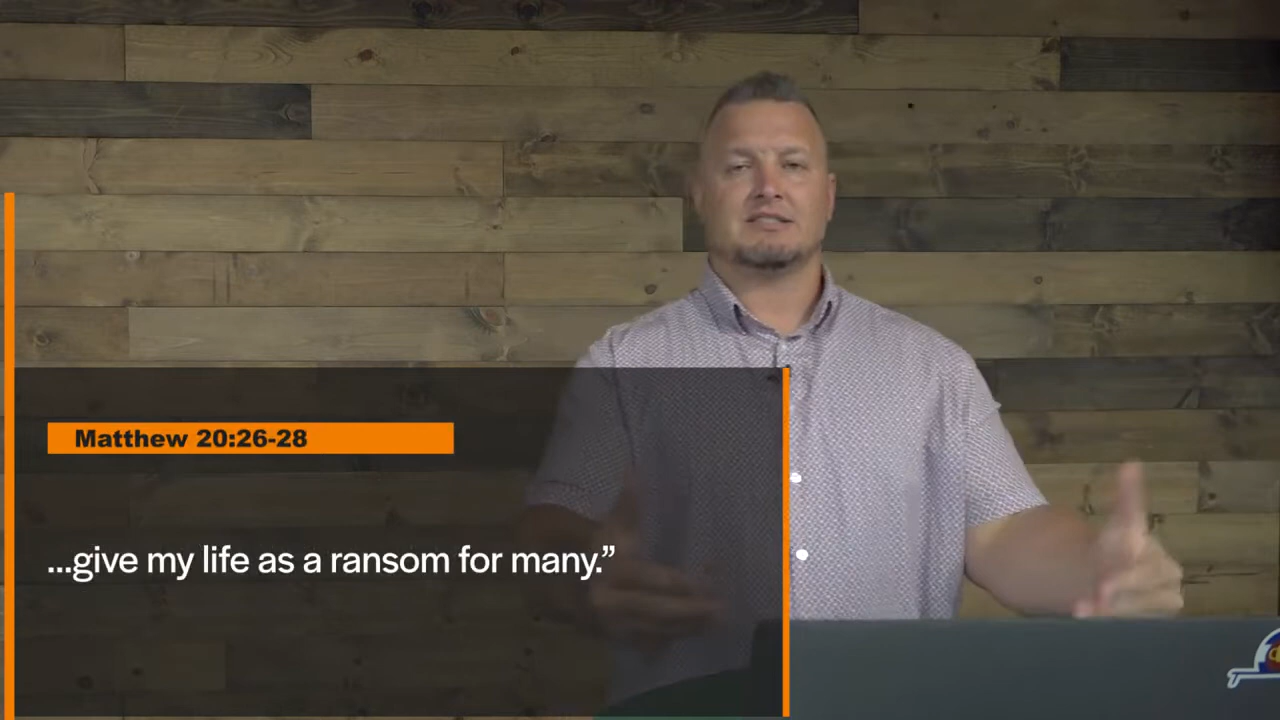 Matthew 20:26-28
...give my life as a ransom for many.”